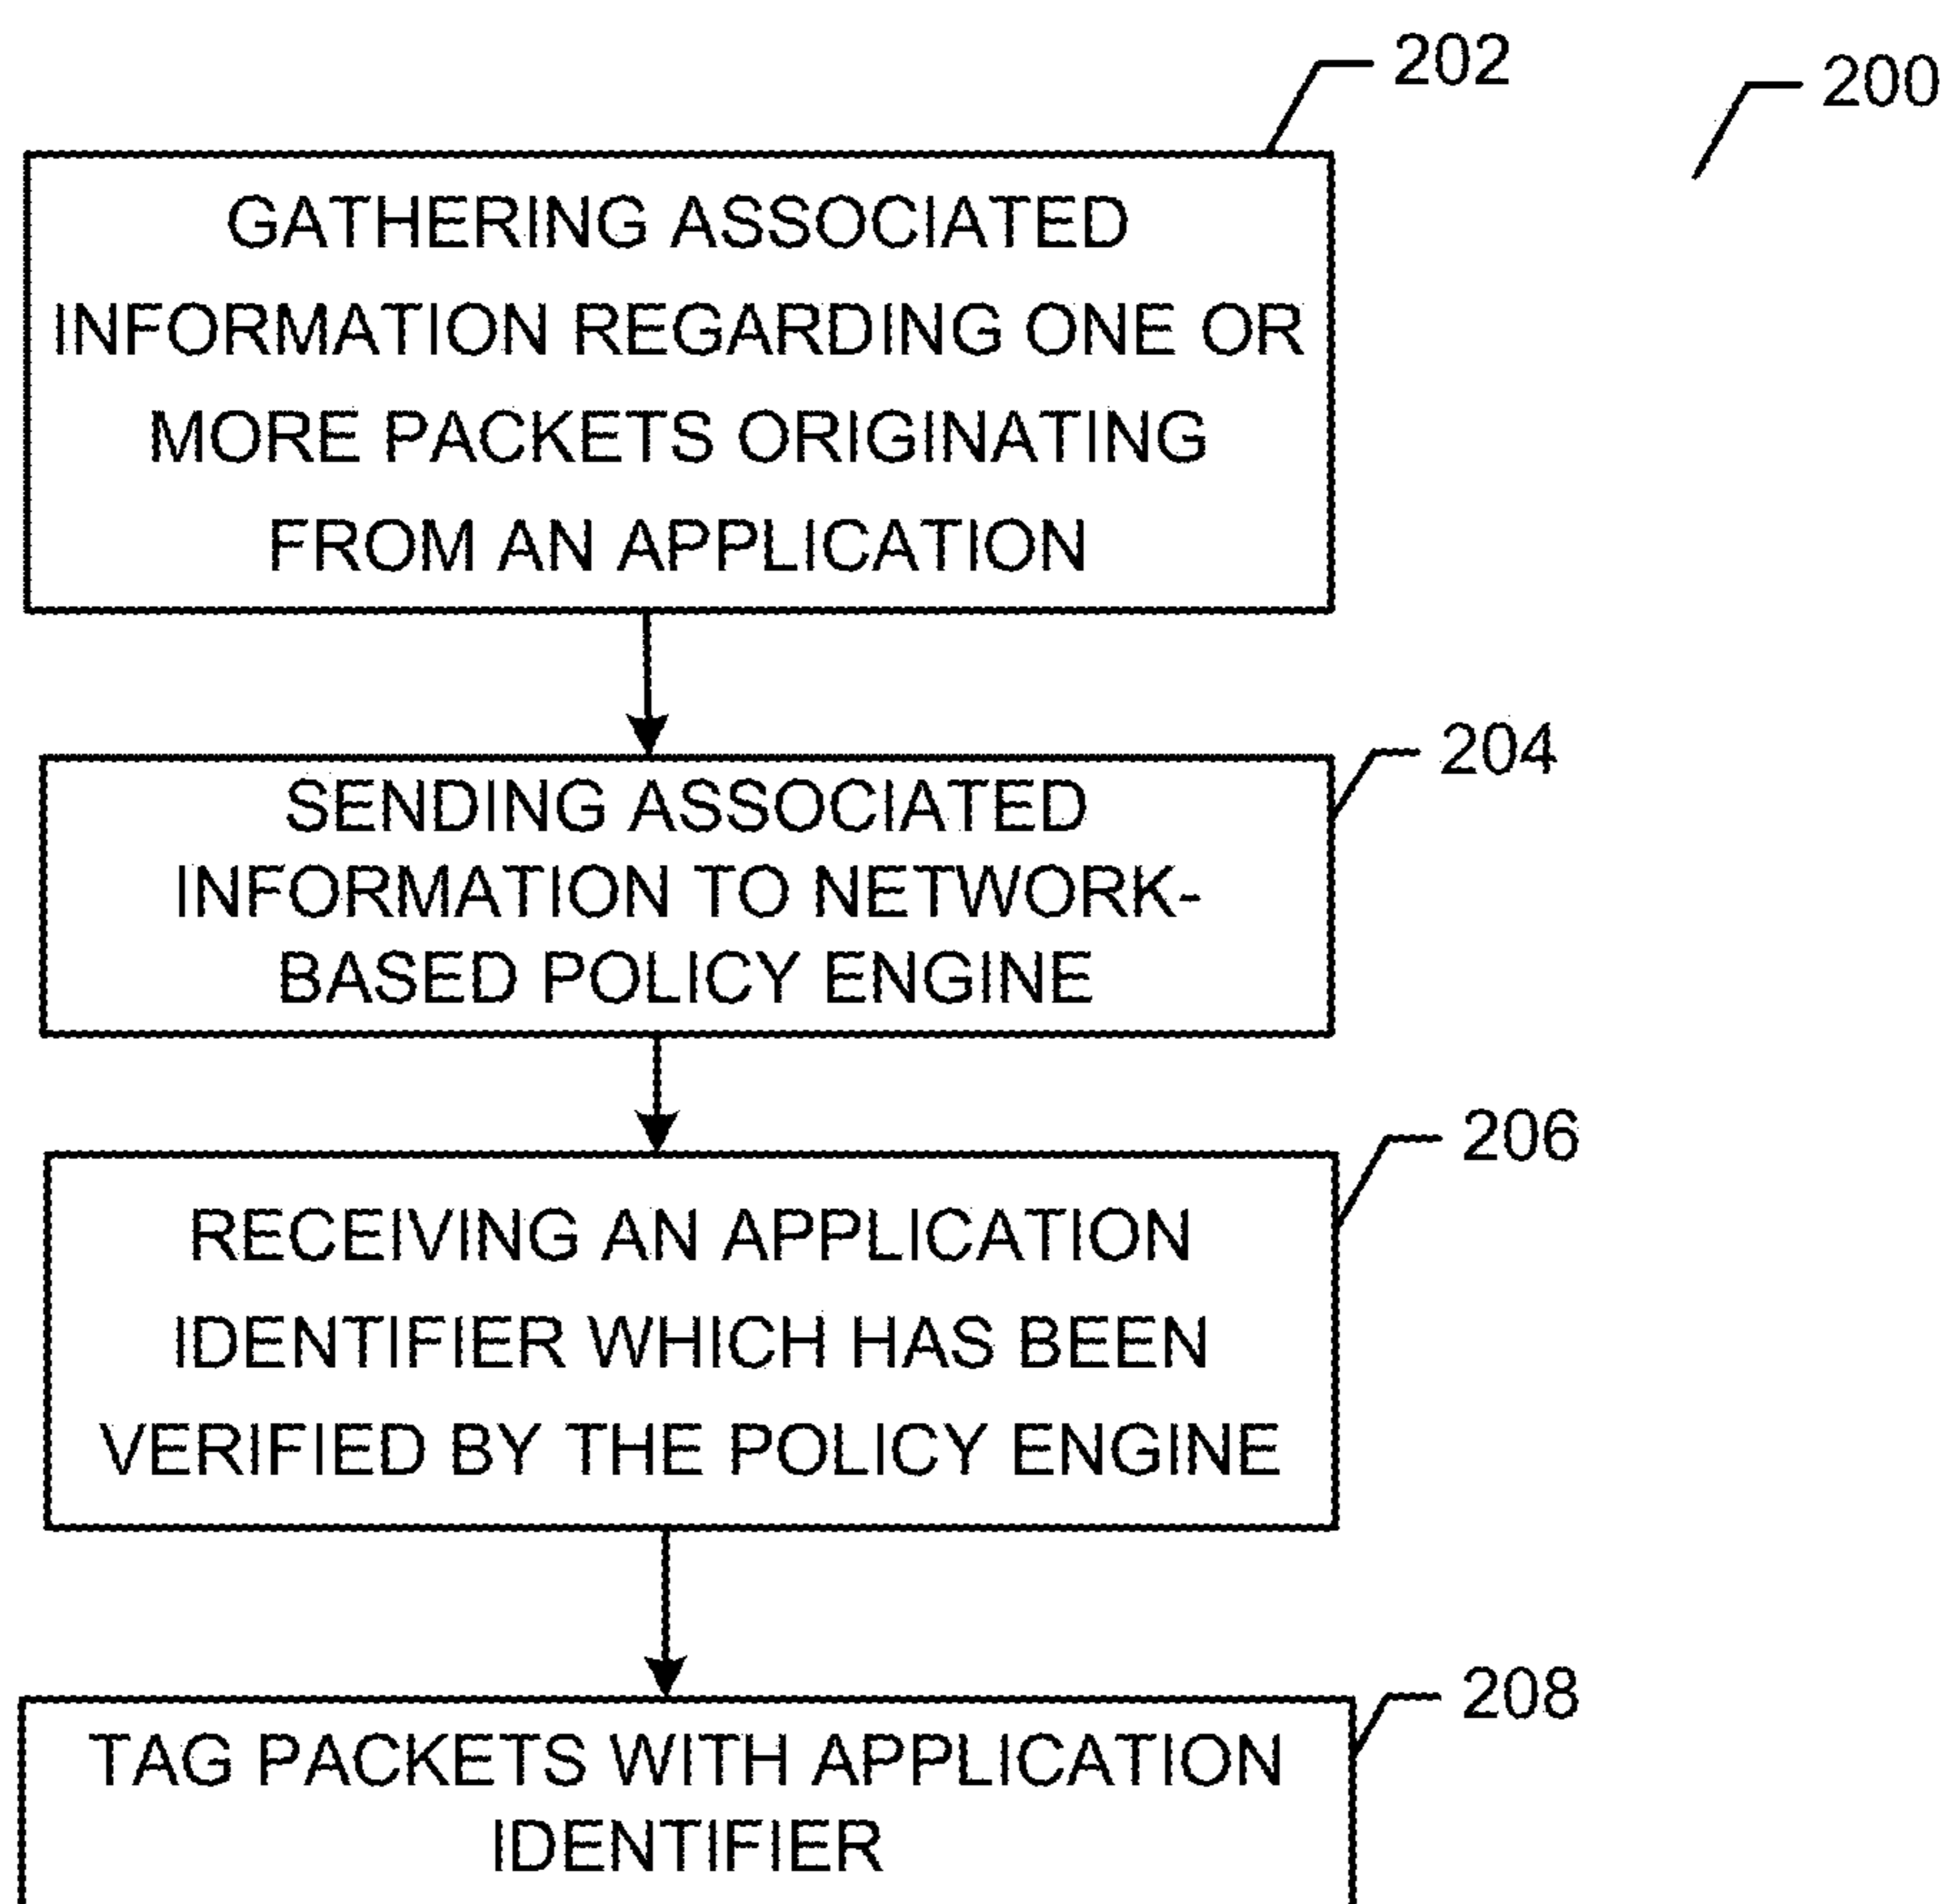 202
200
GATHERING ASSOCIATED
INFORMATION REGARDING ONE OR
MORE PACKETS ORIGINATING
FROM AN APPLICATION
204
SENDING ASSOCIATED
INFORMATION TO NETWORK-
BASED POLICY ENGINE
206
RECEIVING AN APPLICATION
IDENTIFIER WHICH HAS BEEN
VERIFIED BY THE POLICY ENGINE
208
TAG PACKETS WITH APPLICATION
IDENTIFIER